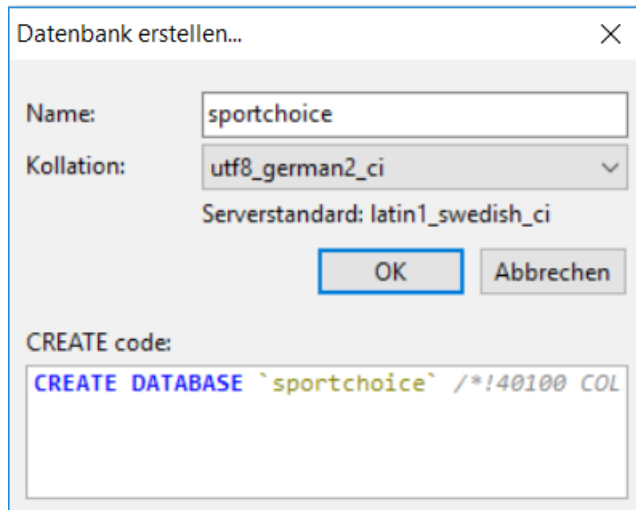 Datenbank erstellen...
Name: sportchoice
Kollation: utf8_german2_ci
Serverstandard: latin1_swedish_ci
OK Abbrechen
CREATE code:
CREATE DATABASE `sportchoice` /*!40100 COL